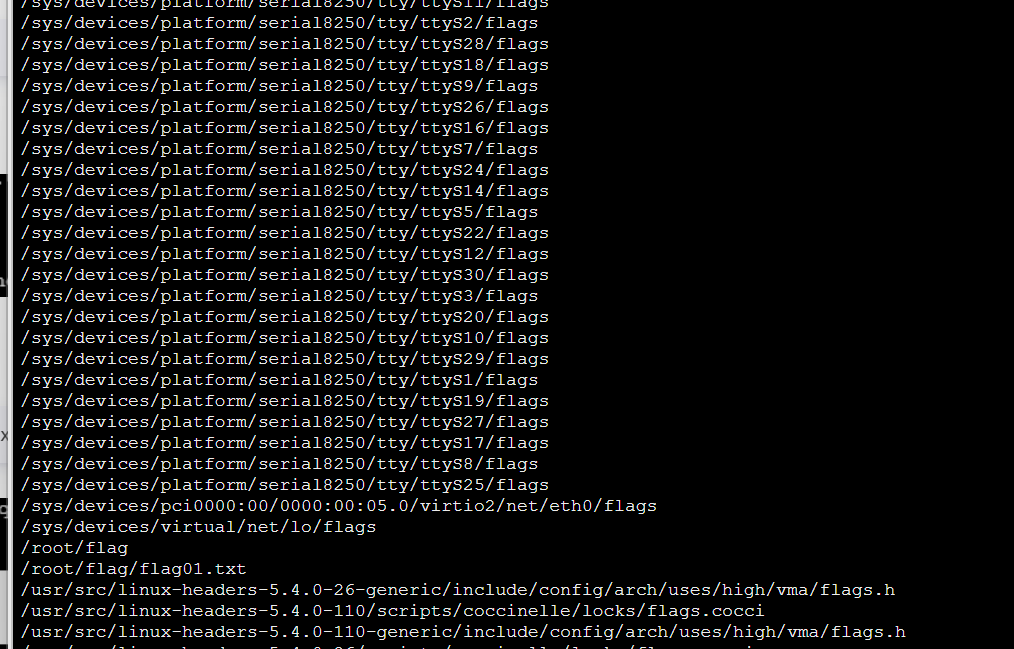 /sys/devices/platform/serial8250/tty/ttyS11/flags
/sys/devices/platform/serial8250/tty/ttyS2/flags
/sys/devices/platform/serial8250/tty/ttyS28/flags
/sys/devices/platform/serial8250/tty/ttyS18/flags
/sys/devices/platform/serial8250/tty/ttyS9/flags
/sys/devices/platform/serial8250/tty/ttyS26/flags
/sys/devices/platform/serial8250/tty/ttyS16/flags
/sys/devices/platform/serial8250/tty/ttyS7/flags
/sys/devices/platform/serial8250/tty/ttyS24/flags
/sys/devices/platform/serial8250/tty/ttyS14/flags
/sys/devices/platform/serial8250/tty/ttyS5/flags
/sys/devices/platform/serial8250/tty/ttyS22/flags
/sys/devices/platform/serial8250/tty/ttyS12/flags
/sys/devices/platform/serial8250/tty/ttyS30/flags
/sys/devices/platform/serial8250/tty/ttyS3/flags
/sys/devices/platform/serial8250/tty/ttyS20/flags
/sys/devices/platform/serial8250/tty/ttyS10/flags
/sys/devices/platform/serial8250/tty/ttyS29/flags
/sys/devices/platform/serial8250/tty/ttyS1/flags
/sys/devices/platform/serial8250/tty/ttyS19/flags
/sys/devices/platform/serial8250/tty/ttyS27/flags
/sys/devices/platform/serial8250/tty/ttyS17/flags
/sys/devices/platform/serial8250/tty/ttyS8/flags
/sys/devices/platform/serial8250/tty/ttyS25/flags
/sys/devices/pci0000:00/0000:00:05.0/virtio2/net/eth0/flags
/sys/devices/virtual/net/lo/flags
/root/flag
/root/flag/flag01.txt
/usr/src/linux-headers-5.4.0-26-generic/include/config/arch/uses/high/vma/flags.h
/usr/src/linux-headers-5.4.0-110/scripts/coccinelle/locks/flags.cocci
/usr/src/linux-headers-5.4.0-110-generic/include/config/arch/uses/high/vma/flags.h